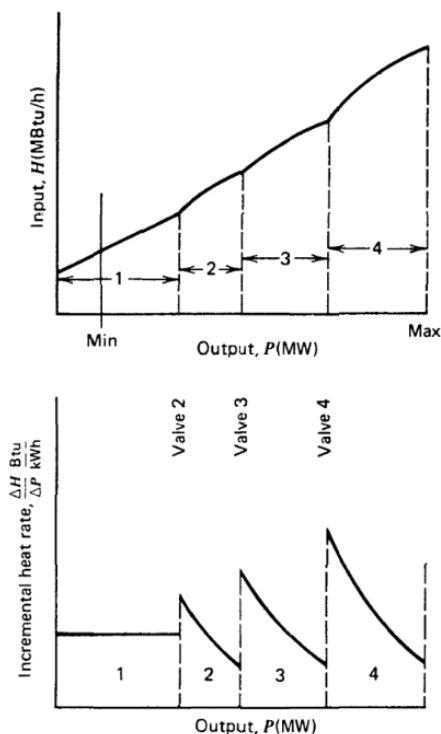 Input, H(MBtu/h)
1
2
3
4
Min
Max
Output, P(MW)
Valve 2
Valve 3
Valve 4
Incremental heat rate, ΔH/ΔP Btu/kWh
1
2
3
4
Output, P(MW)